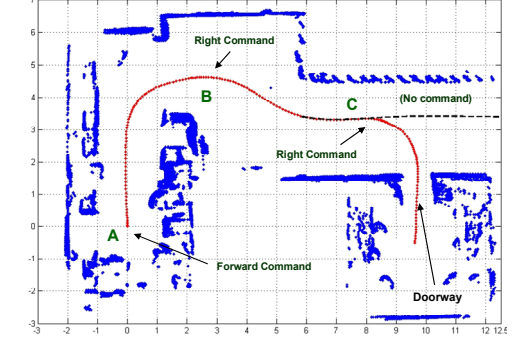 7
6
5
4
3
2
1
0
-1
-2
-3
Right Command
B
C
(No command)
Right Command
A
Forward Command
Doorway
-3 -2 -1 0 1 2 3 4 5 6 7 8 9 10 11 12 12.5